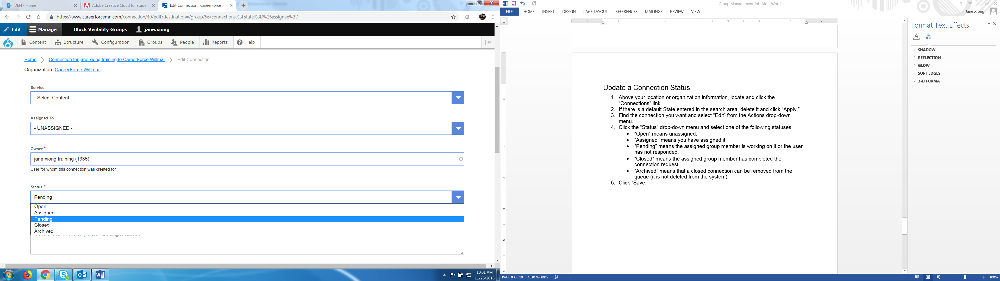 DEN - Home
Adobe Creative Cloud for studen
Edit Connection | CareerForce
https://www.careerforcemn.com/connection/49/edit?destination=/group/56/connections%3Fstate%3D%26assignee%3D
Edit
Manage
Block Visibility Groups
jane.xiong
Content
Structure
Configuration
Groups
People
Reports
Help
Home
Connection for jane.xiong.training to CareerForce Willmar
Edit Connection
Organization: CareerForce Willmar
Service
- Select Content -
Assigned To
- UNASSIGNED -
Owner *
jane.xiong.training (1335)
User for whom this connection was created for.
Status *
Pending
Open
Assigned
Pending
Closed
Archived
10:01 AM
11/26/2018
Group Management Job Aid - Word
FILE HOME INSERT DESIGN PAGE LAYOUT REFERENCES MAILINGS REVIEW VIEW
Jane Xiong
1 1 2 3 4 5 6 7
Update a Connection Status
1. Above your location or organization information, locate and click the
“Connections” link.
2. If there is a default State entered in the search area, delete it and click “Apply.”
3. Find the connection you want and select “Edit” from the Actions drop-down
menu.
4. Click the “Status” drop-down menu and select one of the following statuses:
• “Open” means unassigned.
• “Assigned” means you have assigned it.
• “Pending” means the assigned group member is working on it or the user
has not responded.
• “Closed” means the assigned group member has completed the
connection request.
• “Archived” means that a closed connection can be removed from the
queue (it is not deleted from the system).
5. Click “Save.”
Format Text Effects
SHADOW
REFLECTION
GLOW
SOFT EDGES
3-D FORMAT
PAGE 9 OF 10 1310 WORDS
100%